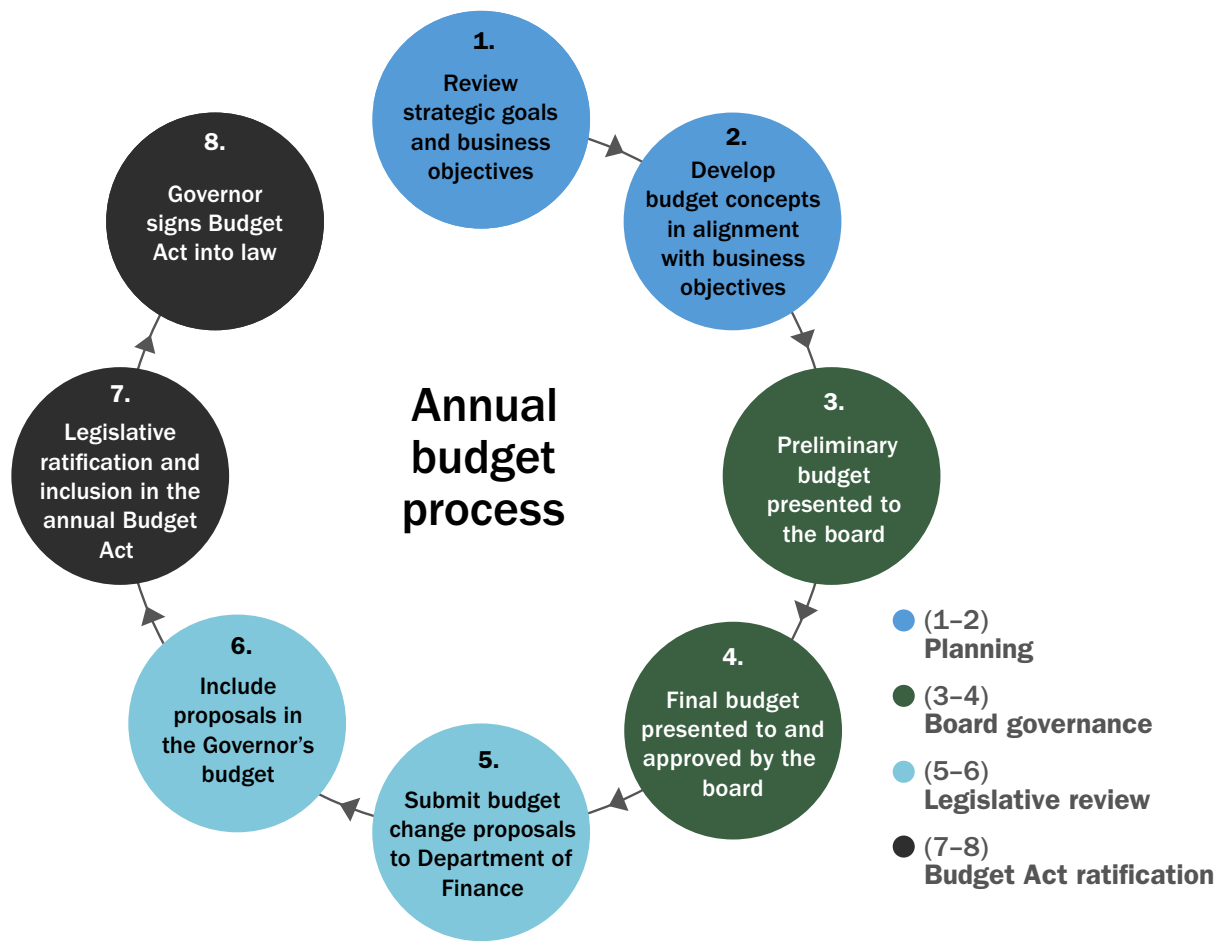 1.
Review
strategic goals
and business
objectives
2.
Develop
budget concepts
in alignment
with business
objectives
3.
Preliminary
budget
presented to
the board
4.
Final budget
presented to and
approved by the
board
5.
Submit budget
change proposals
to Department of
Finance
6.
Include
proposals in
the Governor’s
budget
7.
Legislative
ratification and
inclusion in the
annual Budget
Act
8.
Governor
signs Budget
Act into law
Annual
budget
process
(1–2)
Planning
(3–4)
Board governance
(5–6)
Legislative review
(7–8)
Budget Act ratification